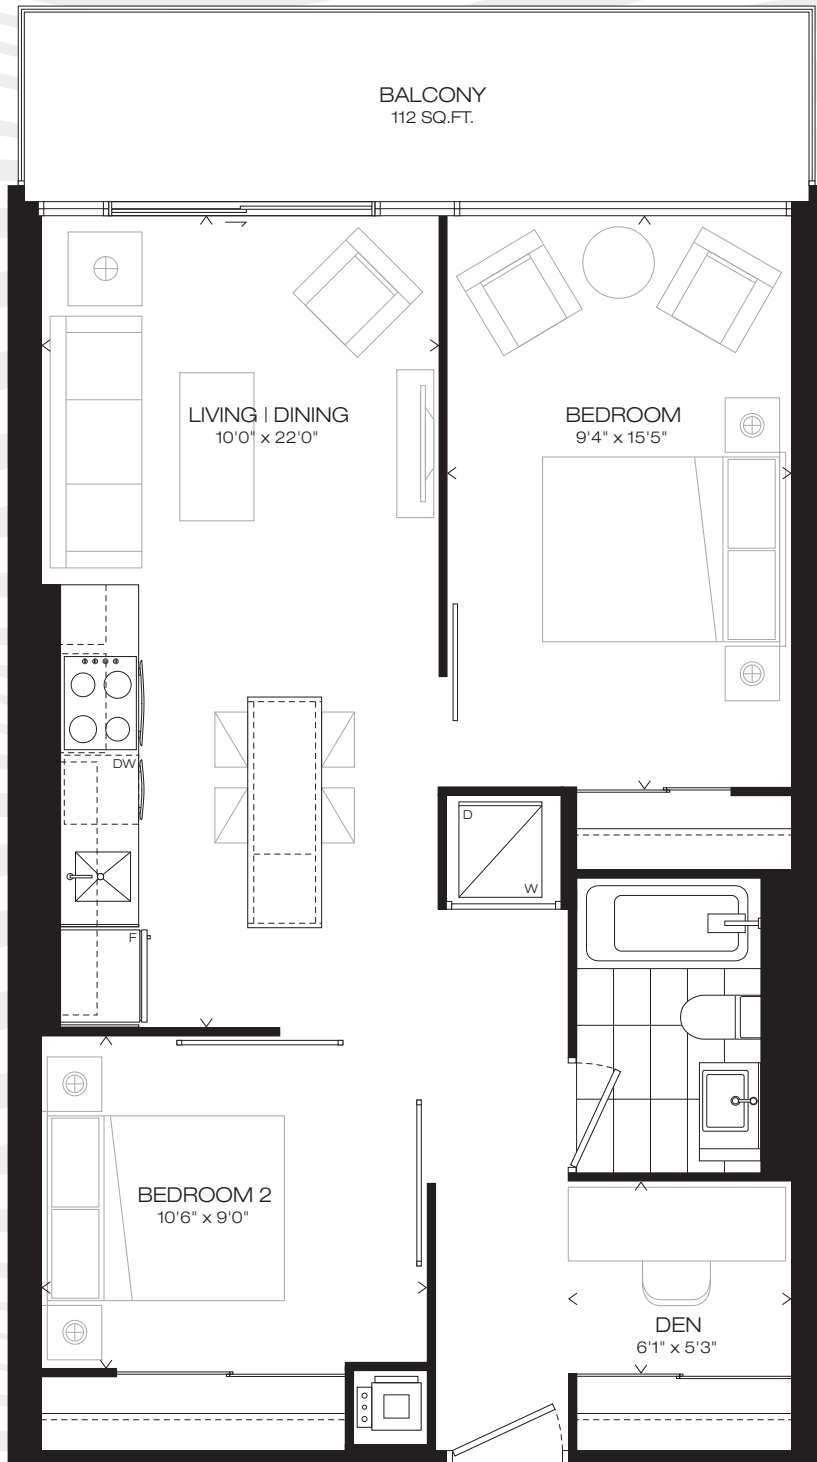 BALCONY
112 SQ.FT.
LIVING | DINING
10'0" x 22'0"
BEDROOM
9'4" x 15'5"
DW
D
W
F
BEDROOM 2
10'6" x 9'0"
DEN
6'1" x 5'3"